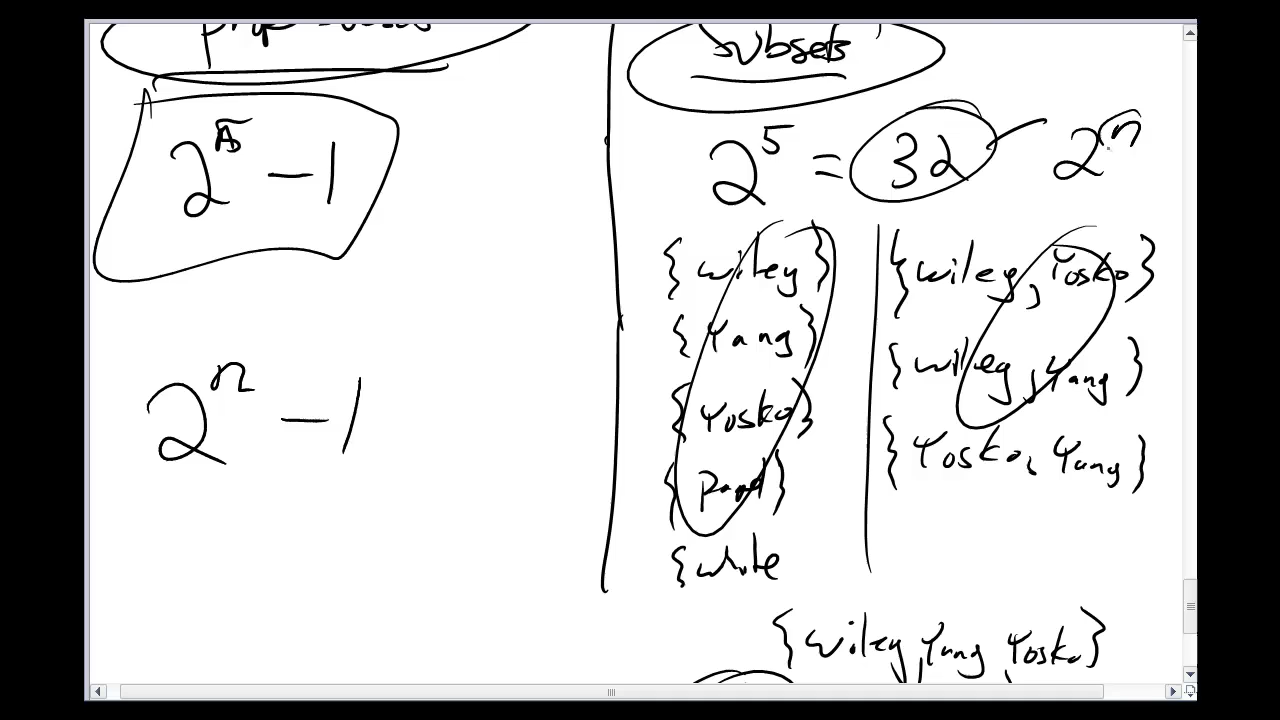 subsets
2^5 - 1
2^n - 1
2^5 = 32
2^n
{Wiley}
{Yang}
{Yosko}
{white
{Wiley, Yosko}
{Wiley, Yang}
{Yosko, Yang}
{Wiley, Yang, Yosko}